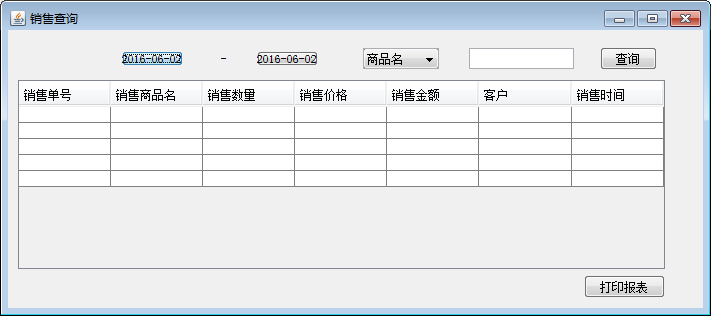 销售查询
2016-06-02 - 2016-06-02 商品名 查询
销售单号 销售商品名 销售数量 销售价格 销售金额 客户 销售时间
打印报表